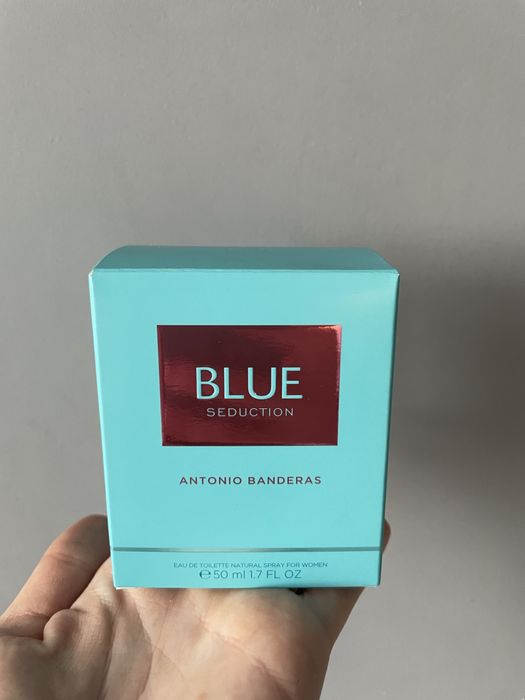 BLUE
SEDUCTION
ANTONIO BANDERAS
EAU DE TOILETTE NATURAL SPRAY FOR WOMEN
℮50 ml 1.7 FL OZ